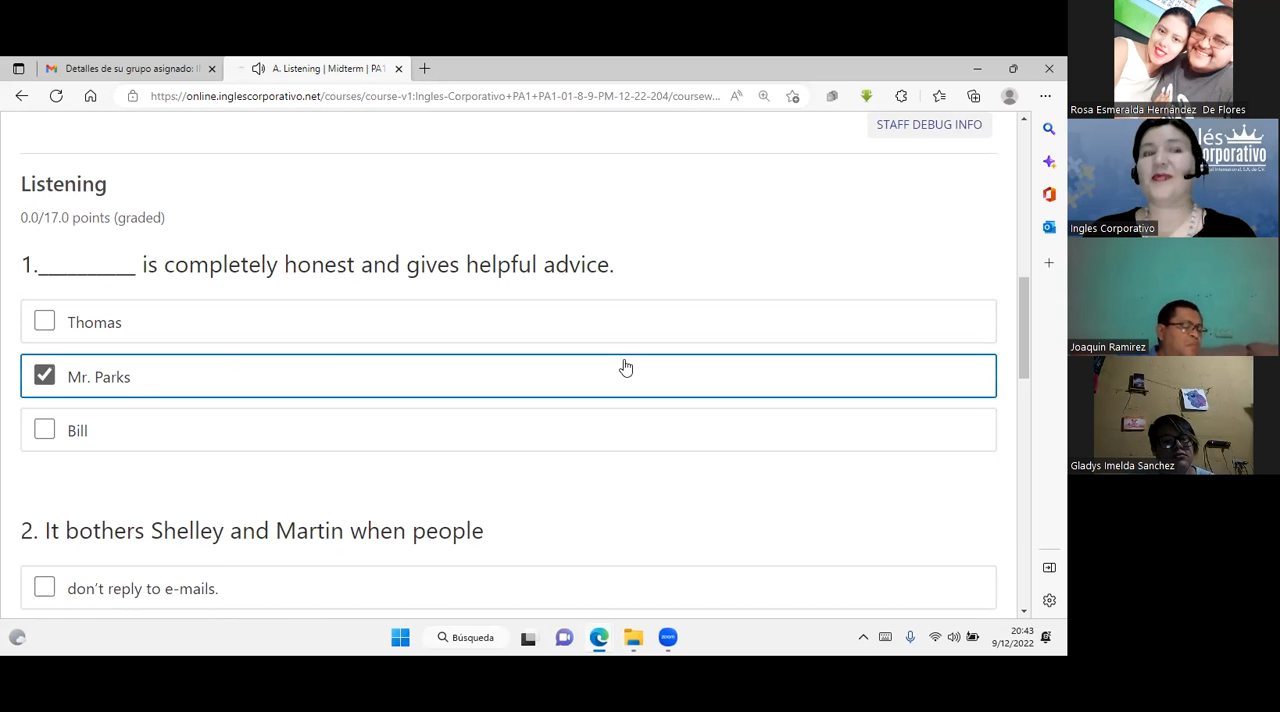 Detalles de su grupo asignado: I
A. Listening | Midterm | PA1
https://online.inglescorporativo.net/courses/course-v1:Ingles-Corporativo+PA1+PA1-01-8-9-PM-12-22-204/coursew...
STAFF DEBUG INFO
Listening
0.0/17.0 points (graded)
1.__________ is completely honest and gives helpful advice.
Thomas
Mr. Parks
Bill
2. It bothers Shelley and Martin when people
don't reply to e-mails.
Búsqueda
zoom
20:43
9/12/2022
Rosa Esmeralda Hernández De Flores
lés
orporativo
Ingles Corporativo
Joaquin Ramirez
Gladys Imelda Sanchez